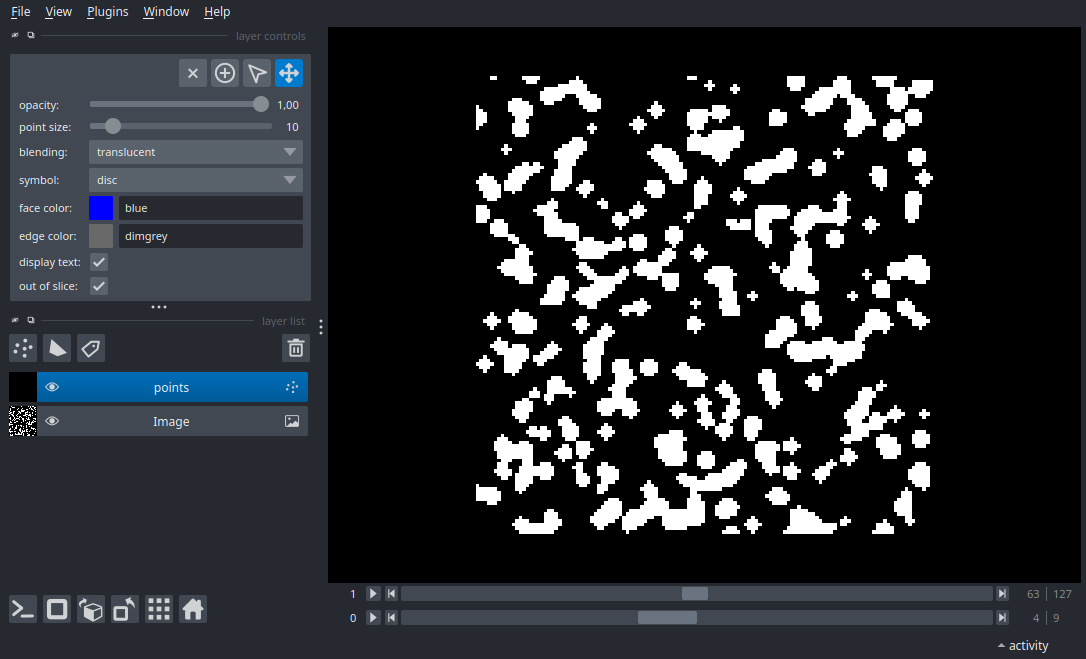 File View Plugins Window Help
layer controls
opacity: 1,00
point size: 10
blending: translucent
symbol: disc
face color: blue
edge color: dimgrey
display text:
out of slice:
layer list
points
Image
1 63 | 127
0 4 | 9
activity